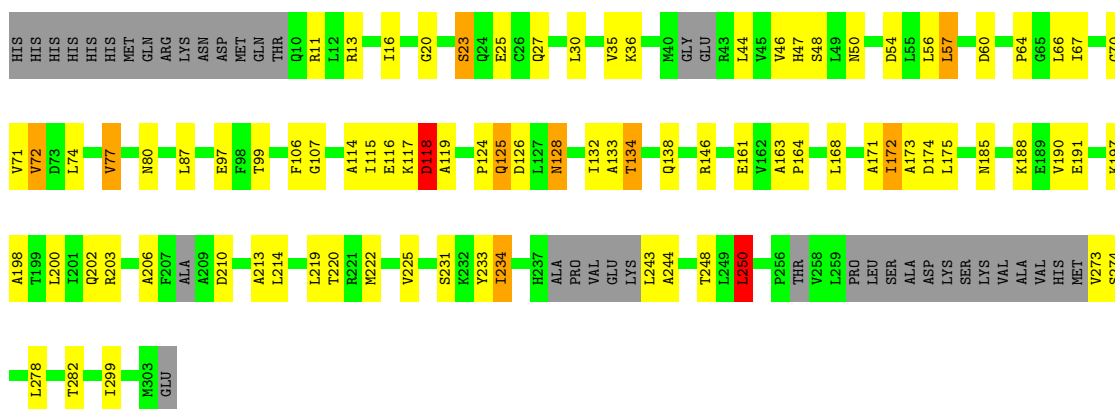 HIS HIS HIS HIS HIS HIS MET GLN ARG LYS ASN ASP MET GLN THR Q10 R11 L12 R13 I16 G20 S23 Q24 E25 C26 Q27 L30 V35 K36 M40 GLY GLU R43 L44 V45 V46 H47 S48 L49 N50 D54 L55 L56 L57 D60 P64 G65 L66 I67 G70
V71 V72 D73 L74 V77 N80 L87 E97 F98 T99 F106 G107 A114 I115 E116 K117 D118 A119 P124 Q125 D126 L127 N128 I132 A133 T134 Q138 R146 E161 V162 A163 P164 L168 A171 I172 A173 D174 L175 N185 K188 E189 V190 E191 K197
A198 T199 L200 I201 Q202 R203 A206 F207 ALA A209 D210 A213 L214 L219 T220 R221 M222 V225 S231 K232 Y233 I234 H237 ALA PRO VAL GLU LYS L243 A244 T248 L249 L250 P256 THR V258 L259 PRO LEU SER ALA ASP LYS SER LYS VAL ALA VAL HIS MET V273 S274
L278 T282 I299 M303 GLU